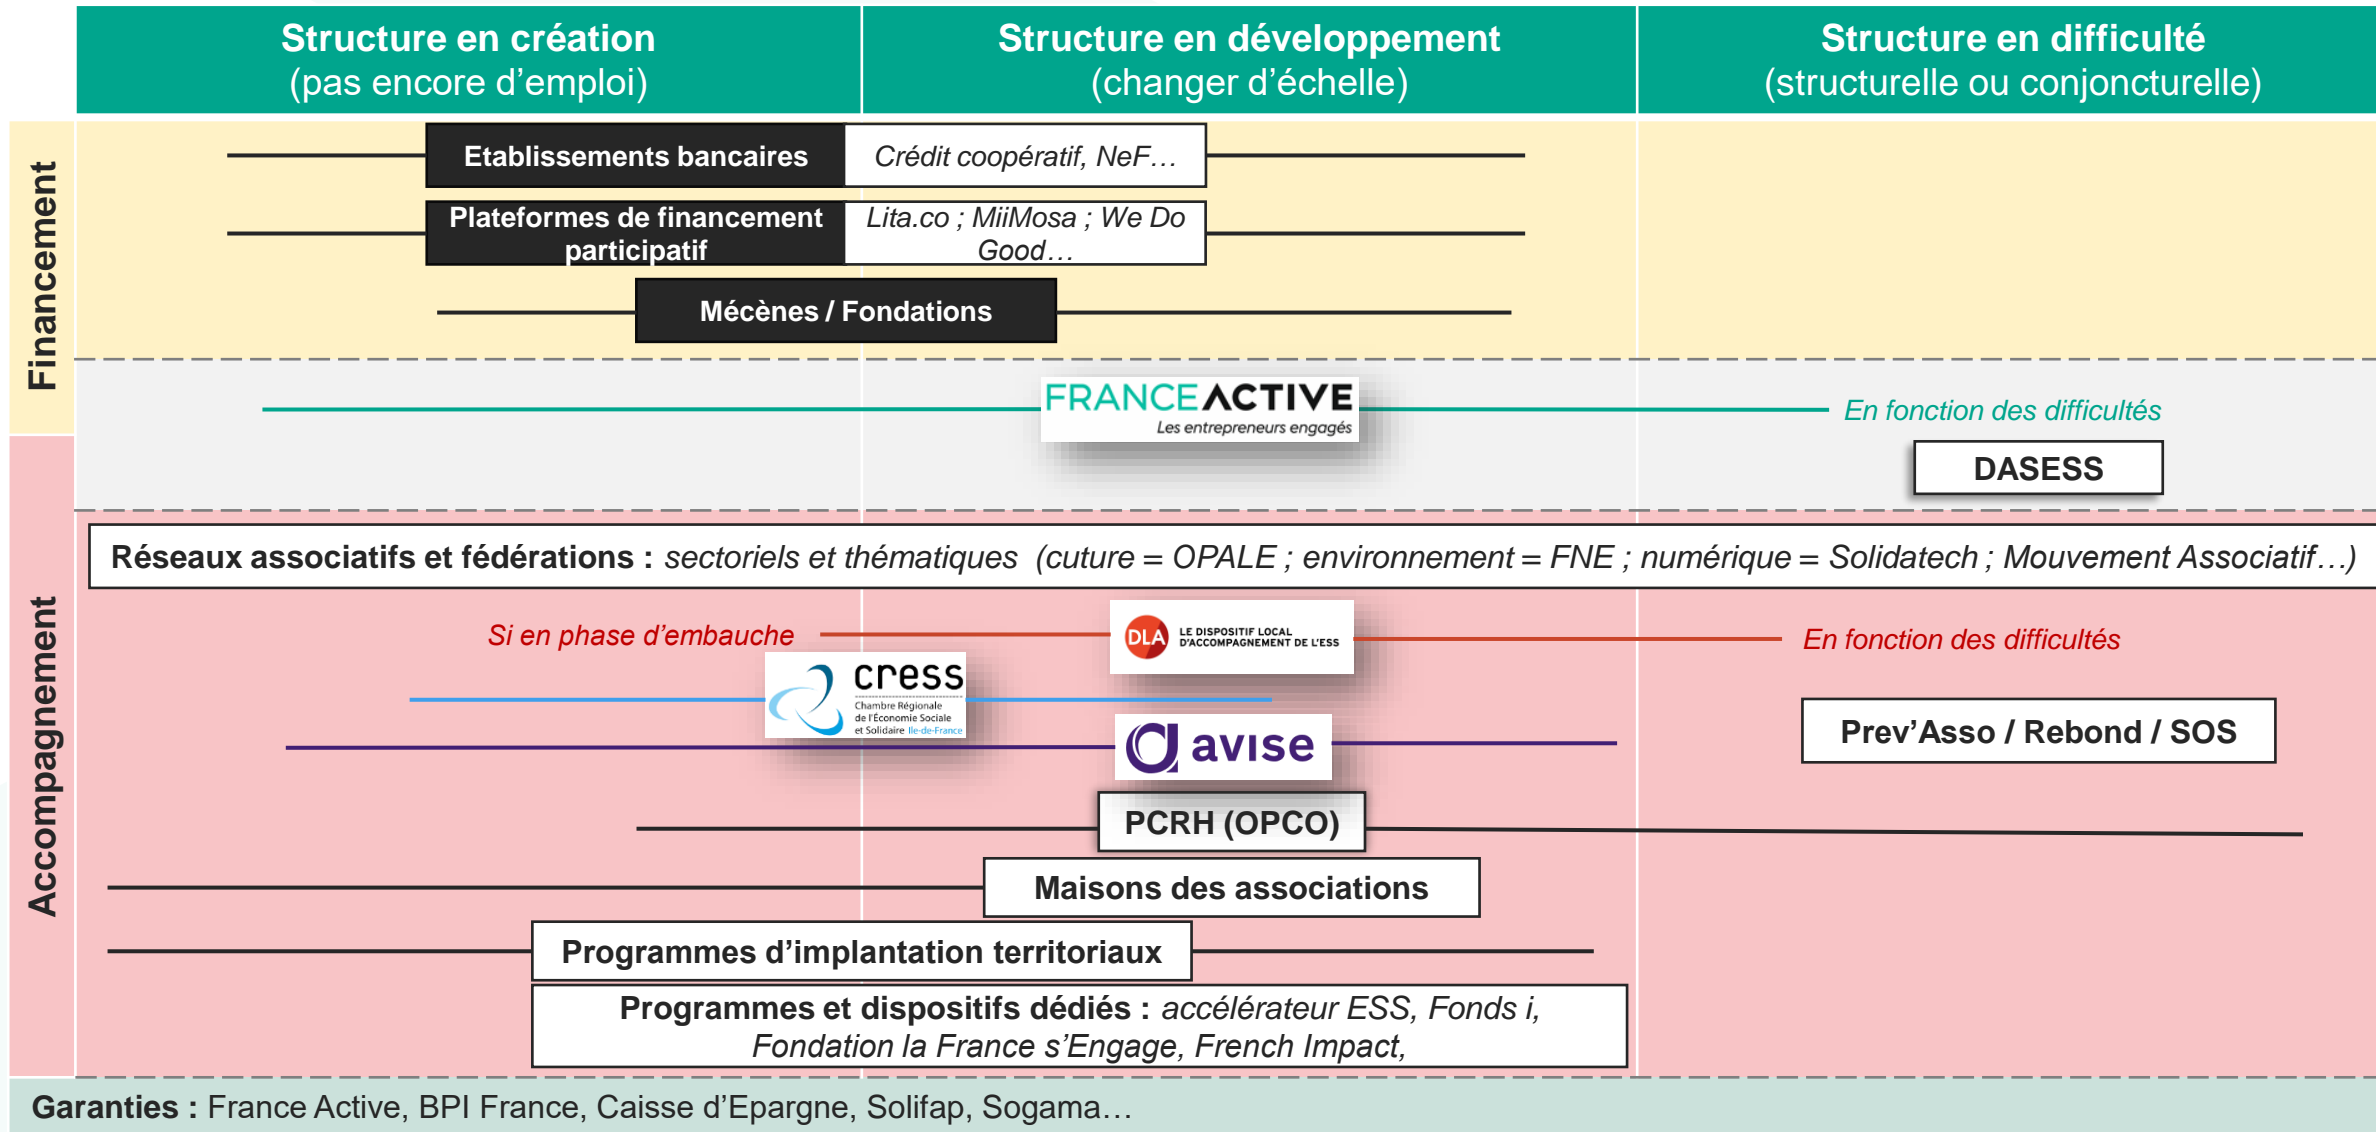 Structure en création
(pas encore d'emploi)
Structure en développement
(changer d'échelle)
Structure en difficulté
(structurelle ou conjoncturelle)
Financement
Etablissements bancaires
Crédit coopératif, NeF…
Plateformes de financement
participatif
Lita.co ; MiiMosa ; We Do
Good…
Mécènes / Fondations
FRANCE ACTIVE
Les entrepreneurs engagés
En fonction des difficultés
DASESS
Accompagnement
Réseaux associatifs et fédérations : sectoriels et thématiques (cuture = OPALE ; environnement = FNE ; numérique = Solidatech ; Mouvement Associatif…)
Si en phase d'embauche
DLA
LE DISPOSITIF LOCAL
D'ACCOMPAGNEMENT DE L'ESS
En fonction des difficultés
cress
Chambre Régionale
de l'Économie Sociale
et Solidaire Ile-de-France
avise
Prev'Asso / Rebond / SOS
PCRH (OPCO)
Maisons des associations
Programmes d'implantation territoriaux
Programmes et dispositifs dédiés : accélérateur ESS, Fonds i,
Fondation la France s'Engage, French Impact,
Garanties : France Active, BPI France, Caisse d'Epargne, Solifap, Sogama…